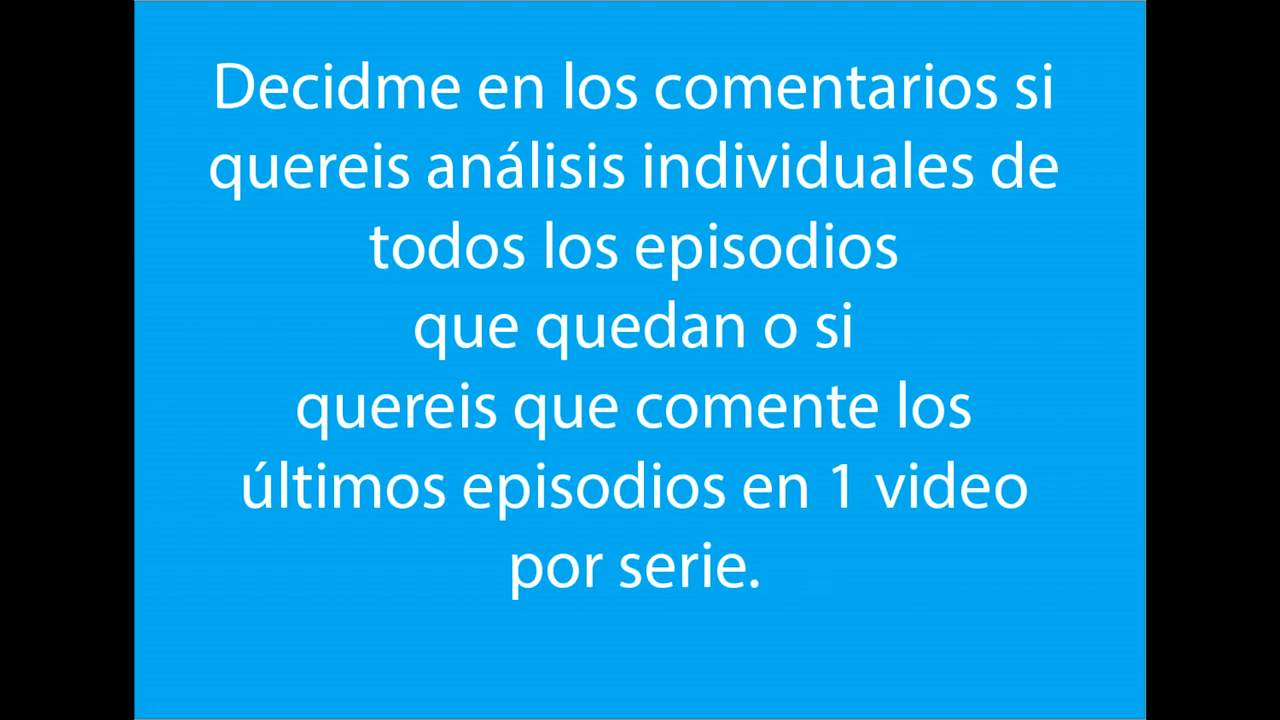 Decidme en los comentarios si
quereis análisis individuales de
todos los episodios
que quedan o si
quereis que comente los
últimos episodios en 1 video
por serie.